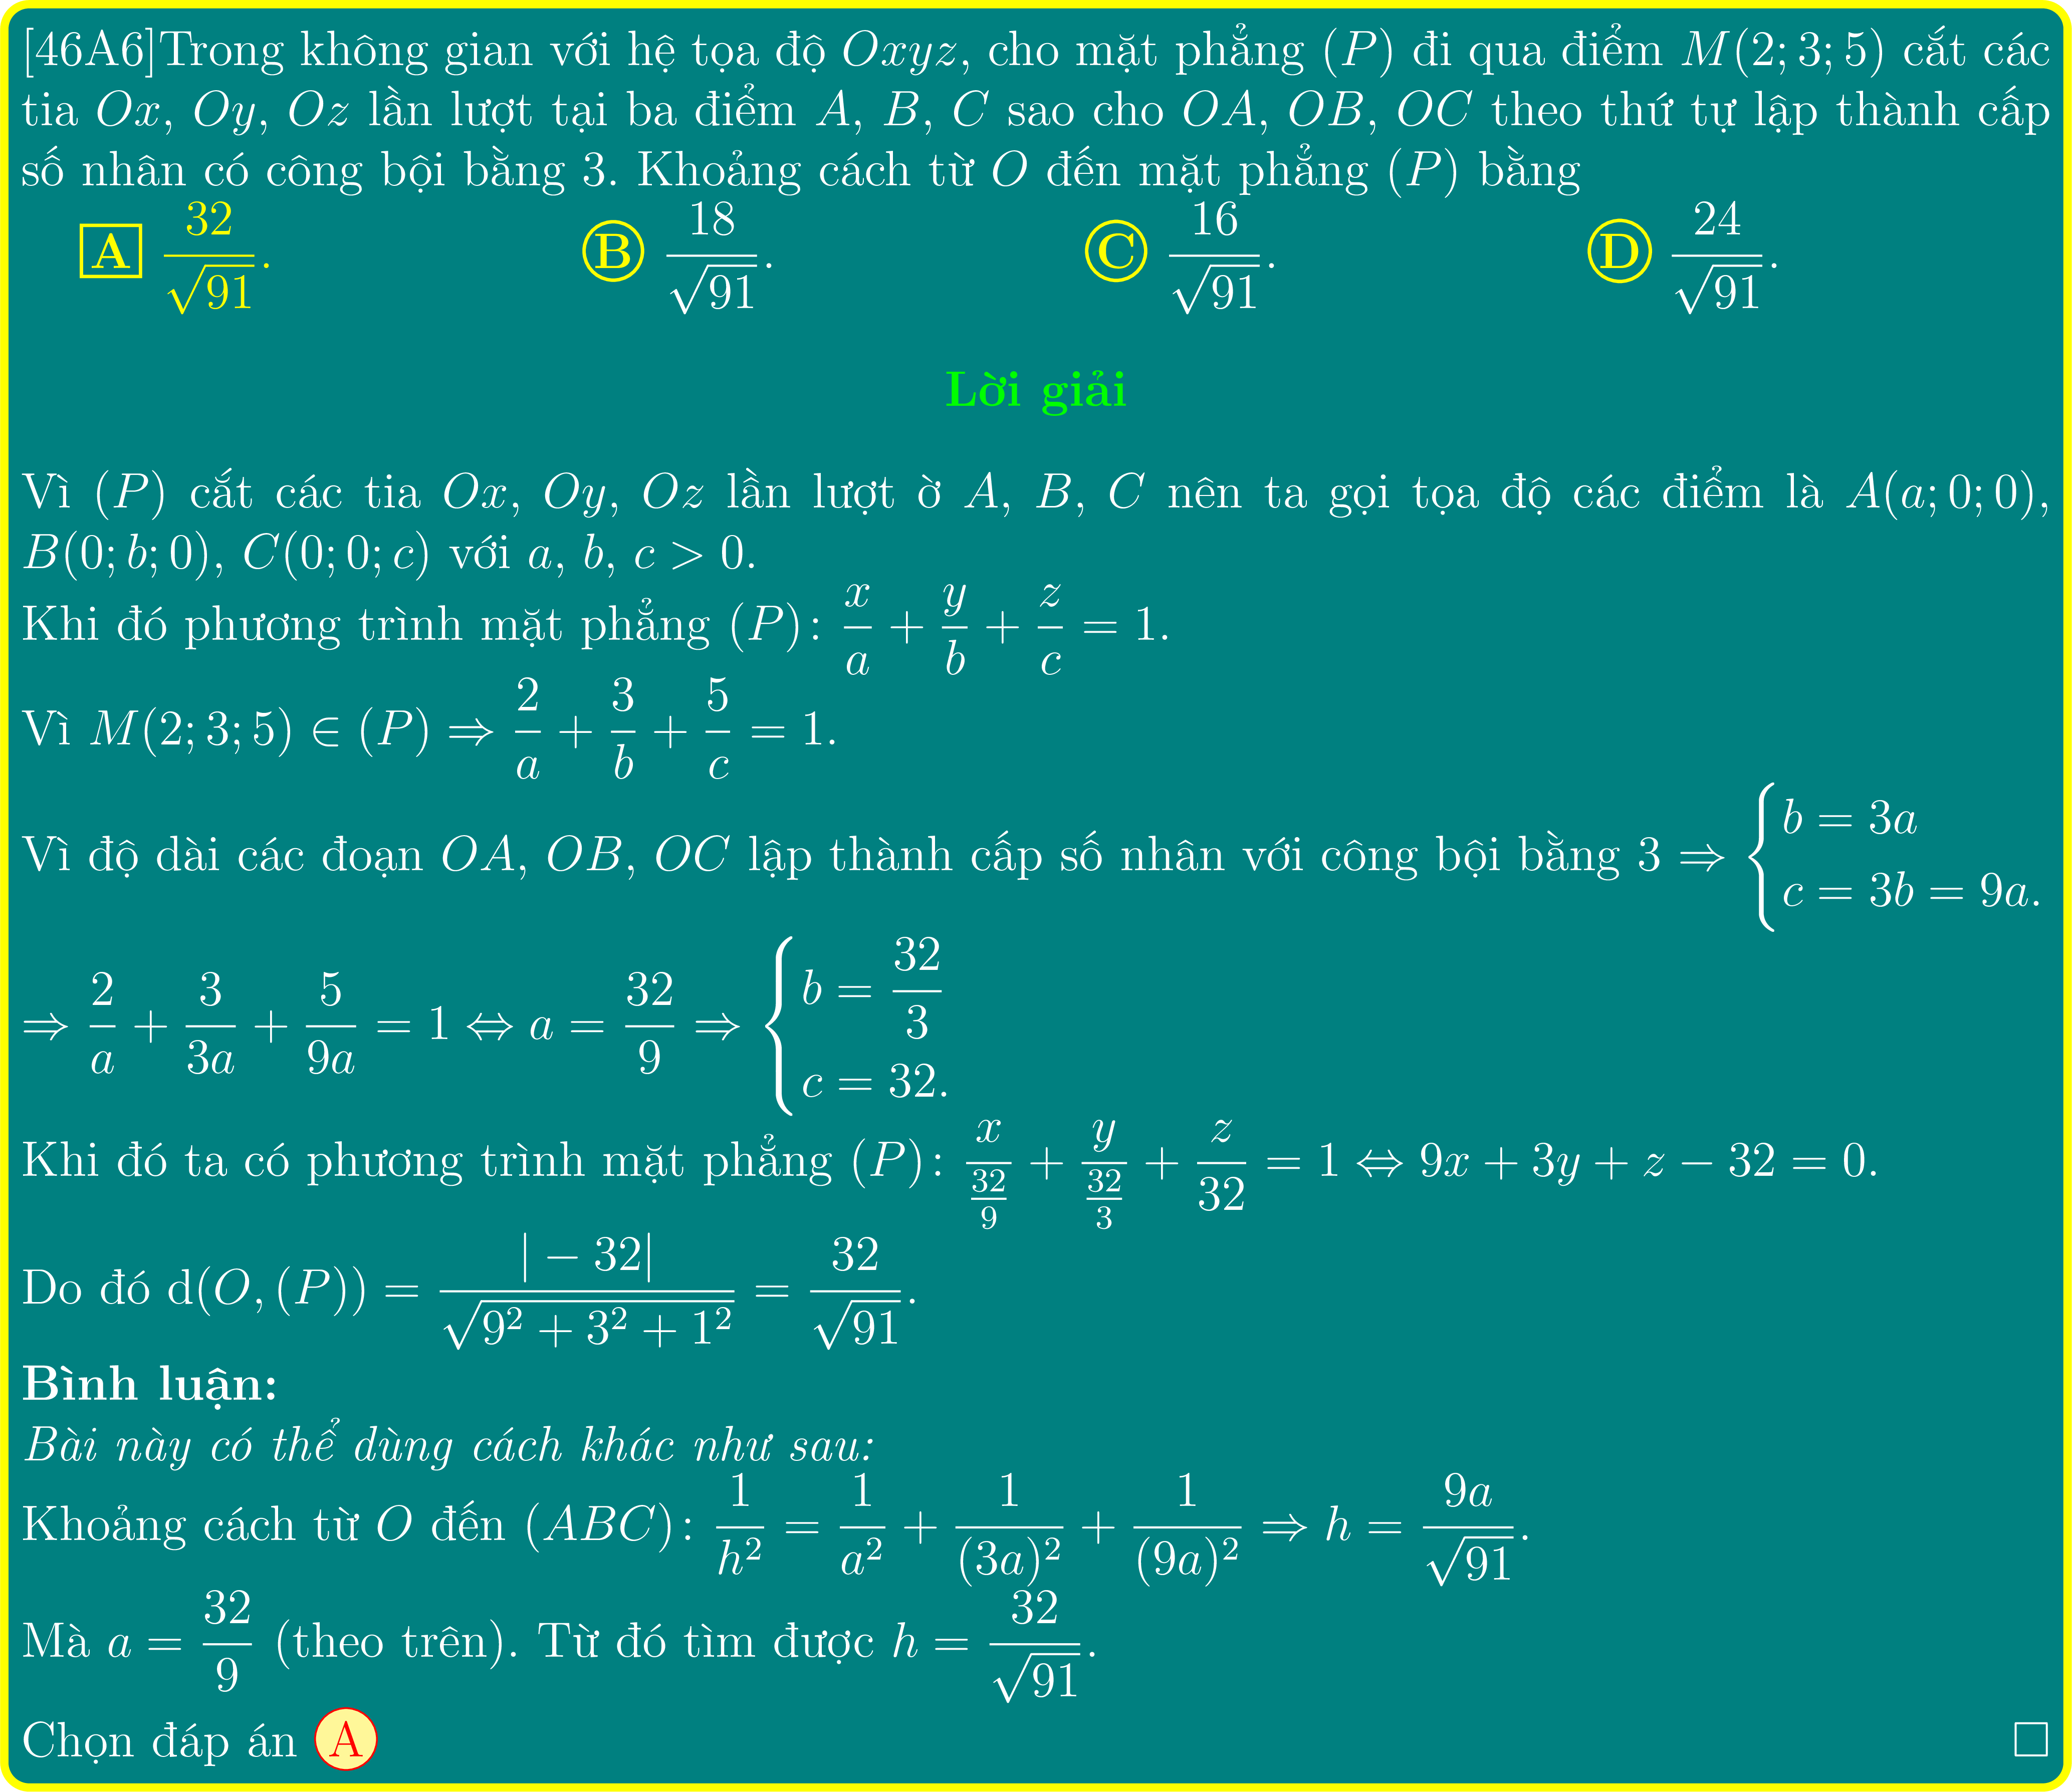 [46A6]Trong không gian với hệ tọa độ Oxyz, cho mặt phẳng (P) đi qua điểm M(2; 3; 5) cắt các
tia Ox, Oy, Oz lần lượt tại ba điểm A, B, C sao cho OA, OB, OC theo thứ tự lập thành cấp
số nhân có công bội bằng 3. Khoảng cách từ O đến mặt phẳng (P) bằng
A $\frac{32}{\sqrt{91}}$. B $\frac{18}{\sqrt{91}}$. C $\frac{16}{\sqrt{91}}$. D $\frac{24}{\sqrt{91}}$.
Lời giải
Vì (P) cắt các tia Ox, Oy, Oz lần lượt ờ A, B, C nên ta gọi tọa độ các điểm là A(a; 0; 0),
B(0; b; 0), C(0; 0; c) với a, b, c > 0.
Khi đó phương trình mặt phẳng (P): $\frac{x}{a} + \frac{y}{b} + \frac{z}{c} = 1$.
Vì M(2; 3; 5) ∈ (P) ⇒ $\frac{2}{a} + \frac{3}{b} + \frac{5}{c} = 1$.
Vì độ dài các đoạn OA, OB, OC lập thành cấp số nhân với công bội bằng 3 ⇒ $\begin{cases} b = 3a \\ c = 3b = 9a. \end{cases}$
⇒ $\frac{2}{a} + \frac{3}{3a} + \frac{5}{9a} = 1 \Leftrightarrow a = \frac{32}{9} \Rightarrow \begin{cases} b = \frac{32}{3} \\ c = 32. \end{cases}$
Khi đó ta có phương trình mặt phẳng (P): $\frac{x}{\frac{32}{9}} + \frac{y}{\frac{32}{3}} + \frac{z}{32} = 1 \Leftrightarrow 9x + 3y + z - 32 = 0$.
Do đó d(O, (P)) = $\frac{|-32|}{\sqrt{9^2 + 3^2 + 1^2}} = \frac{32}{\sqrt{91}}$.
Bình luận:
Bài này có thể dùng cách khác như sau:
Khoảng cách từ O đến (ABC): $\frac{1}{h^2} = \frac{1}{a^2} + \frac{1}{(3a)^2} + \frac{1}{(9a)^2} \Rightarrow h = \frac{9a}{\sqrt{91}}$.
Mà a = $\frac{32}{9}$ (theo trên). Từ đó tìm được h = $\frac{32}{\sqrt{91}}$.
Chọn đáp án A □